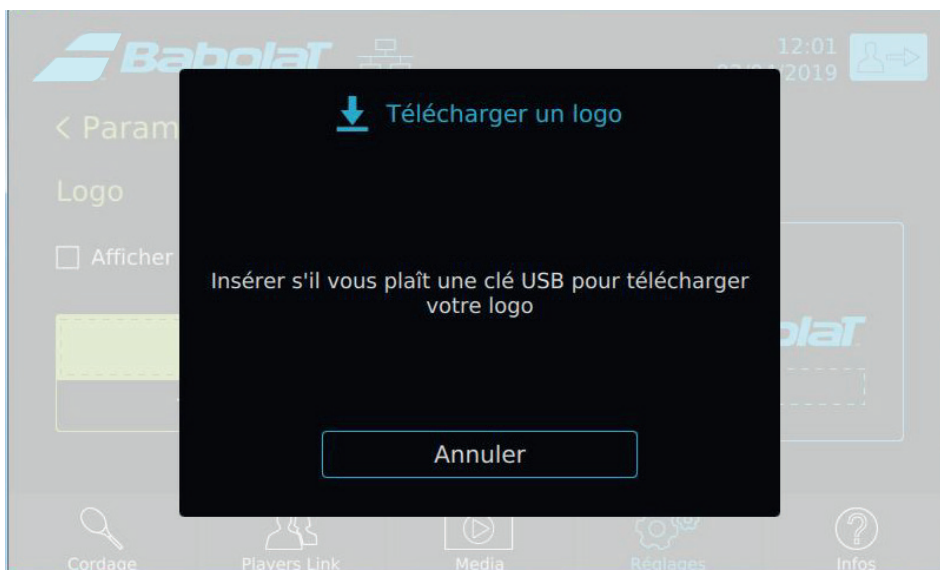 BabolaT
12:01
2019
Télécharger un logo
< Param
Logo
Afficher
Insérer s'il vous plaît une clé USB pour télécharger
votre logo
Annuler
Cordage
Players Link
Media
Réglages
Infos